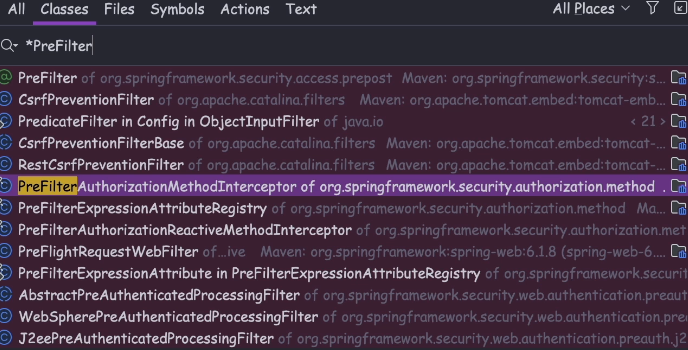 All Classes Files Symbols Actions Text All Places
*PreFilter
PreFilter of org.springframework.security.access.prepost Maven: org.springframework.security:s...
CsrfPreventionFilter of org.apache.catalina.filters Maven: org.apache.tomcat.embed:tomcat-emb...
PredicateFilter in Config in ObjectInputFilter of java.io < 21 >
CsrfPreventionFilterBase of org.apache.catalina.filters Maven: org.apache.tomcat.embed:tomcat-...
RestCsrfPreventionFilter of org.apache.catalina.filters Maven: org.apache.tomcat.embed:tomcat-...
PreFilterAuthorizationMethodInterceptor of org.springframework.security.authorization.method .
PreFilterExpressionAttributeRegistry of org.springframework.security.authorization.method Ma...
PreFilterAuthorizationReactiveMethodInterceptor of org.springframework.security.authorization.met
PreFlightRequestWebFilter of ...ive Maven: org.springframework:spring-web:6.1.8 (spring-web-6....
PreFilterExpressionAttribute in PreFilterExpressionAttributeRegistry of org.springframework.securit
AbstractPreAuthenticatedProcessingFilter of org.springframework.security.web.authentication.preaut
WebSpherePreAuthenticatedProcessingFilter of org.springframework.security.web.authentication.prea
J2eePreAuthenticatedProcessingFilter of org.springframework.security.web.authentication.preauth.j2